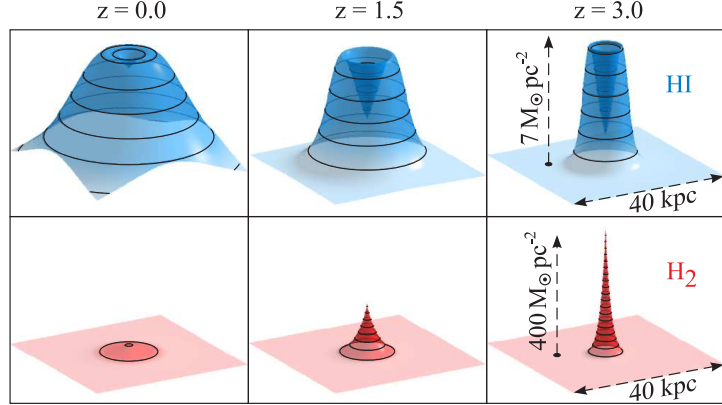 z = 0.0
z = 1.5
z = 3.0
HI
7 M⊙ pc⁻²
40 kpc
H₂
400 M⊙ pc⁻²
40 kpc